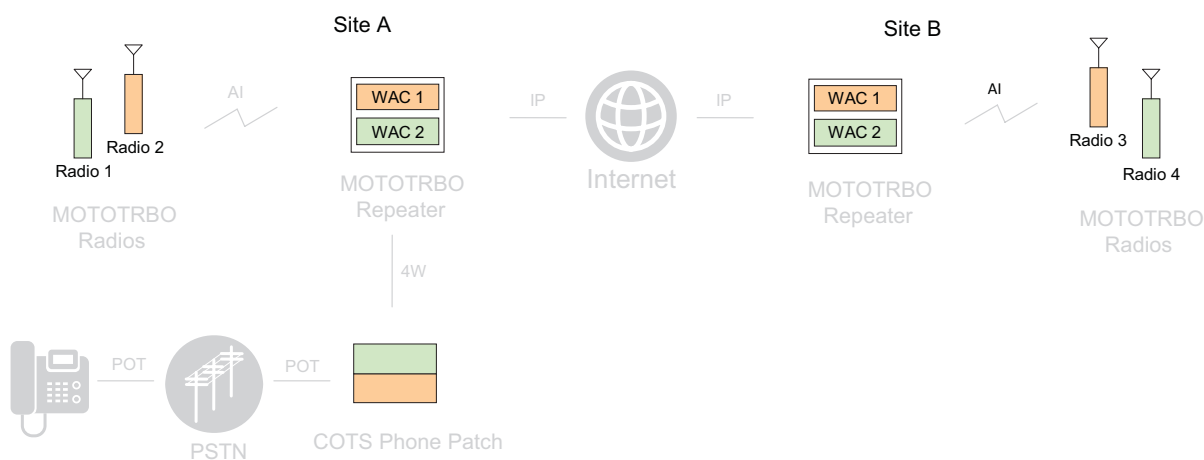 Site A
Site B
AI
WAC 1
WAC 2
IP
IP
WAC 1
WAC 2
AI
Radio 2
Radio 1
Radio 3
Radio 4
MOTOTRBO
Radios
MOTOTRBO
Repeater
Internet
MOTOTRBO
Repeater
MOTOTRBO
Radios
4W
POT
POT
PSTN
COTS Phone Patch